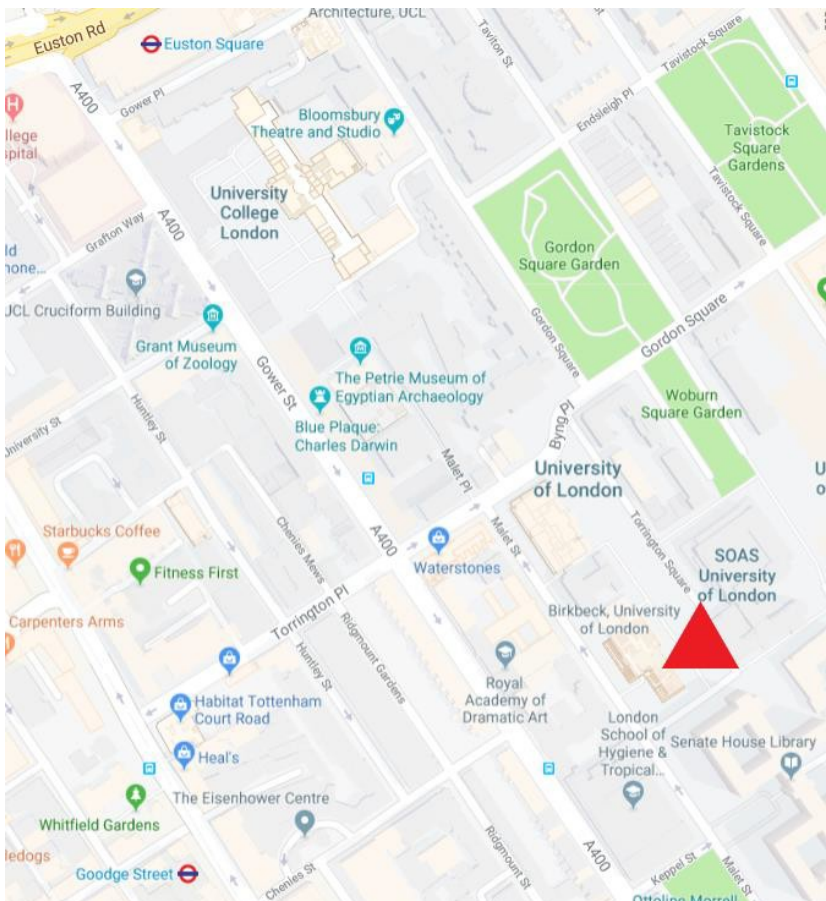 Architecture, UCL
Euston Rd
Euston Square
Taviton St
Tavistock Square
A400
Gower Pl
Bloomsbury
Theatre and Studio
Endsleigh Pl
Tavistock
Square
Gardens
Tavistock Square
H
llege
spital
University
College
London
A400
Grafton Way
Gordon
Square Garden
ld
hone...
UCL Cruciform Building
Grant Museum
of Zoology
Gower St
Gordon Square
Gordon Square
The Petrie Museum of
Egyptian Archaeology
Blue Plaque:
Charles Darwin
Woburn
Square Garden
University St
Huntley St
Byng Pl
Malet Pl
University
of London
U
o
Starbucks Coffee
Fitness First
Chenies Mews
A400
Waterstones
Malet St
Torrington Square
SOAS
University
of London
Carpenters Arms
Torrington Pl
Ridgmount Gardens
Huntley St
Birkbeck, University
of London
Royal
Academy of
Dramatic Art
Habitat Tottenham
Court Road
Heal's
London
School of
Hygiene &
Tropical...
Senate House Library
The Eisenhower Centre
Whitfield Gardens
ledogs
Goodge Street
Chenies St
Ridgmount St
A400
Keppel St
Malet St
Ottoline Morrell